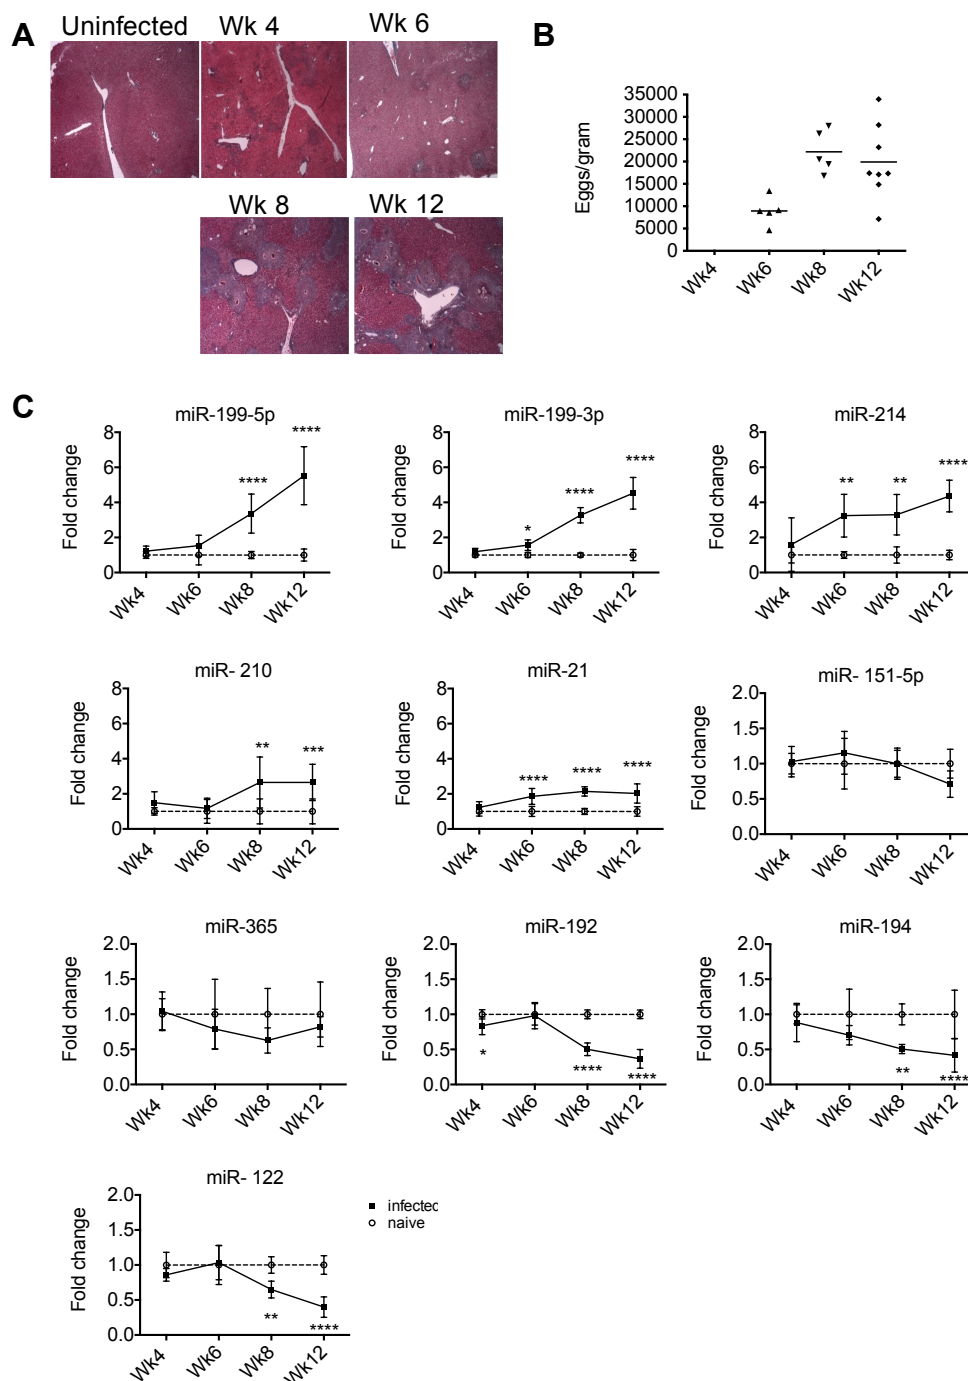 A
Uninfected
Wk 4
Wk 6
Wk 8
Wk 12
B
Eggs/gram
35000
30000
25000
20000
15000
10000
5000
0
Wk4
Wk6
Wk8
Wk12
C
miR-199-5p
Fold change
8
6
4
2
0
****
****
Wk4
Wk6
Wk8
Wk12
miR-199-3p
Fold change
8
6
4
2
0
*
****
****
Wk4
Wk6
Wk8
Wk12
miR-214
Fold change
8
6
4
2
0
**
**
****
Wk4
Wk6
Wk8
Wk12
miR- 210
Fold change
8
6
4
2
0
**
***
Wk4
Wk6
Wk8
Wk12
miR-21
Fold change
8
6
4
2
0
****
****
****
Wk4
Wk6
Wk8
Wk12
miR- 151-5p
Fold change
2.0
1.5
1.0
0.5
0.0
Wk4
Wk6
Wk8
Wk12
miR-365
Fold change
2.0
1.5
1.0
0.5
0.0
Wk4
Wk6
Wk8
Wk12
miR-192
Fold change
2.0
1.5
1.0
0.5
0.0
*
****
****
Wk4
Wk6
Wk8
Wk12
miR-194
Fold change
2.0
1.5
1.0
0.5
0.0
**
****
Wk4
Wk6
Wk8
Wk12
miR- 122
Fold change
2.0
1.5
1.0
0.5
0.0
**
****
Wk4
Wk6
Wk8
Wk12
infected
naive